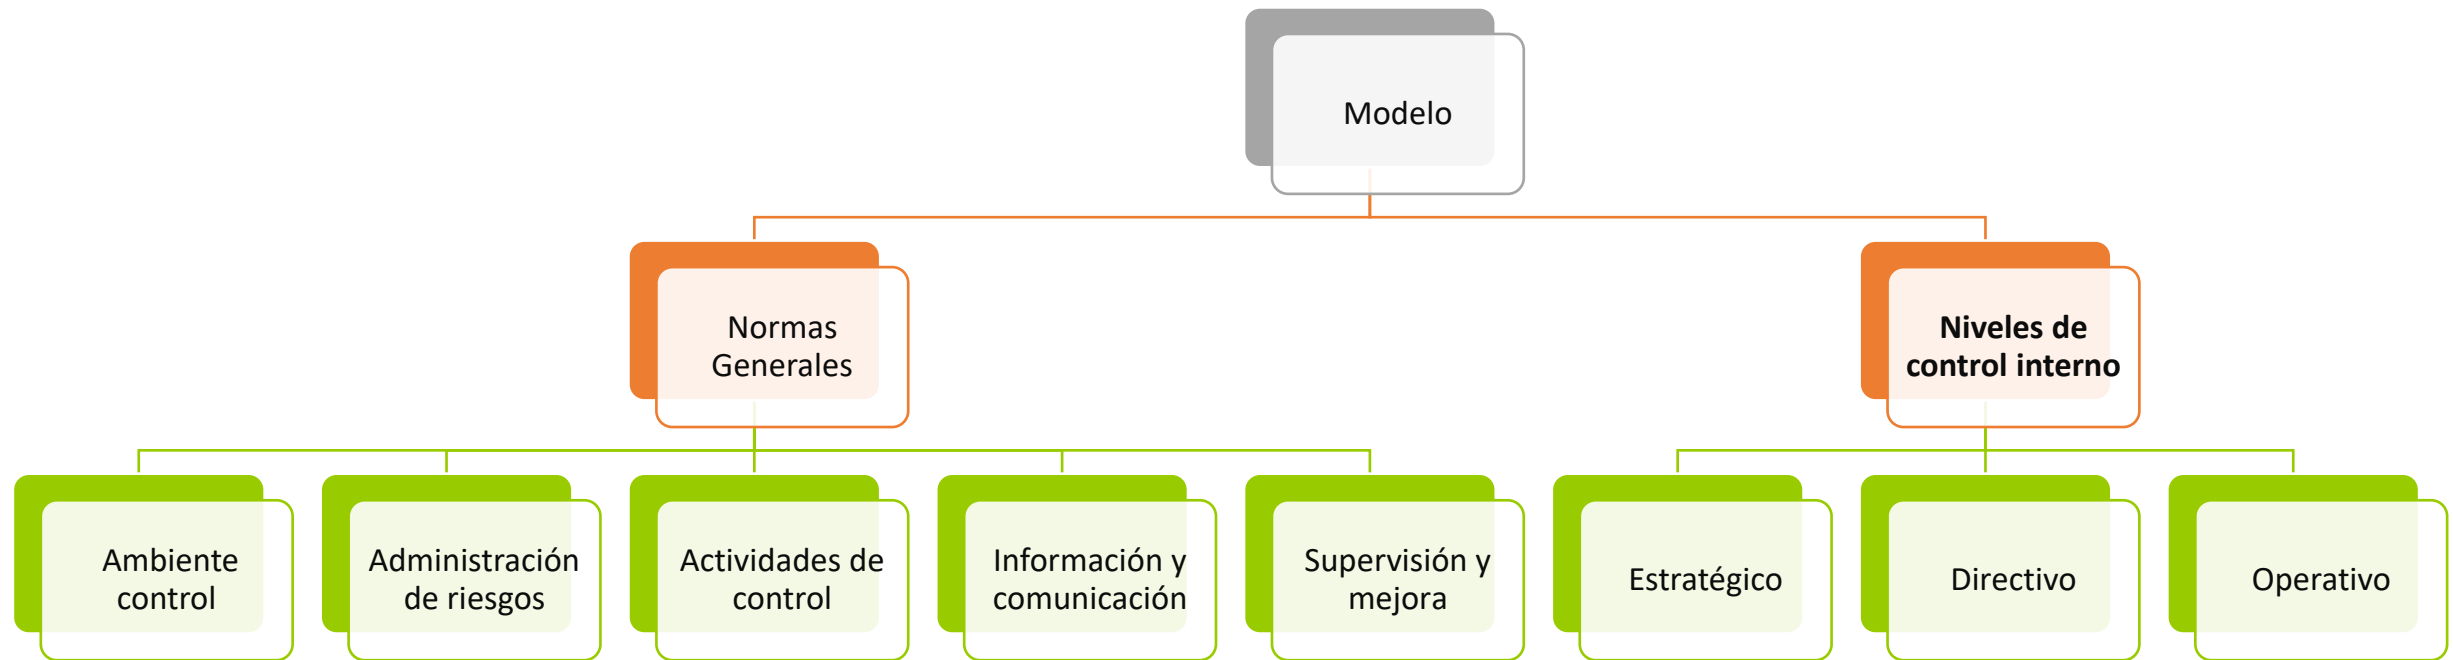 Modelo
Normas
Generales
Niveles de
control interno
Ambiente
control
Administración
de riesgos
Actividades de
control
Información y
comunicación
Supervisión y
mejora
Estratégico
Directivo
Operativo